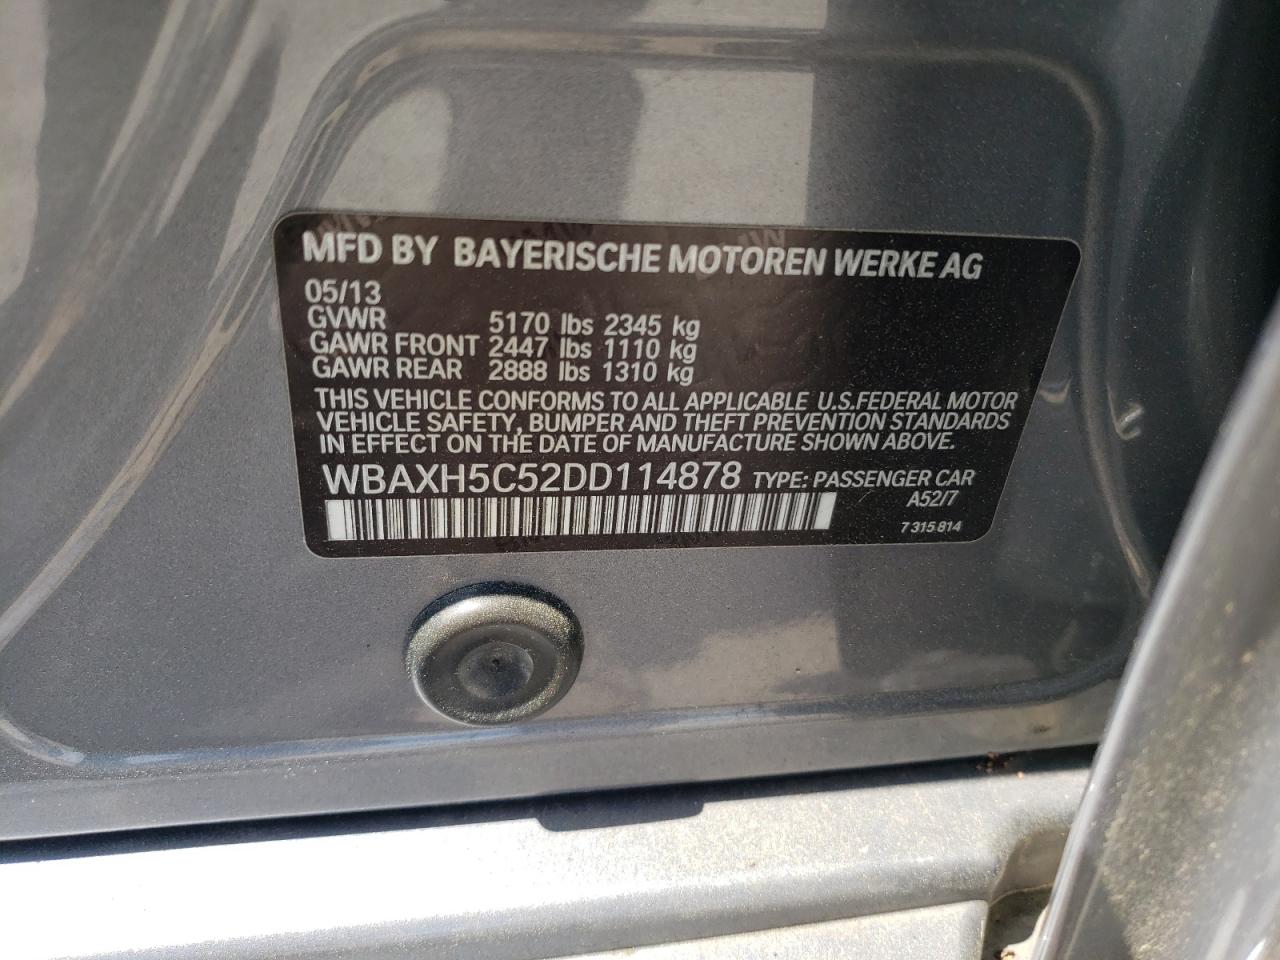 MFD BY BAYERISCHE MOTOREN WERKE AG
05/13
GVWR 5170 lbs 2345 kg
GAWR FRONT 2447 lbs 1110 kg
GAWR REAR 2888 lbs 1310 kg
THIS VEHICLE CONFORMS TO ALL APPLICABLE U.S.FEDERAL MOTOR
VEHICLE SAFETY, BUMPER AND THEFT PREVENTION STANDARDS
IN EFFECT ON THE DATE OF MANUFACTURE SHOWN ABOVE.
WBAXH5C52DD114878 TYPE: PASSENGER CAR
A52/7
7 315 814